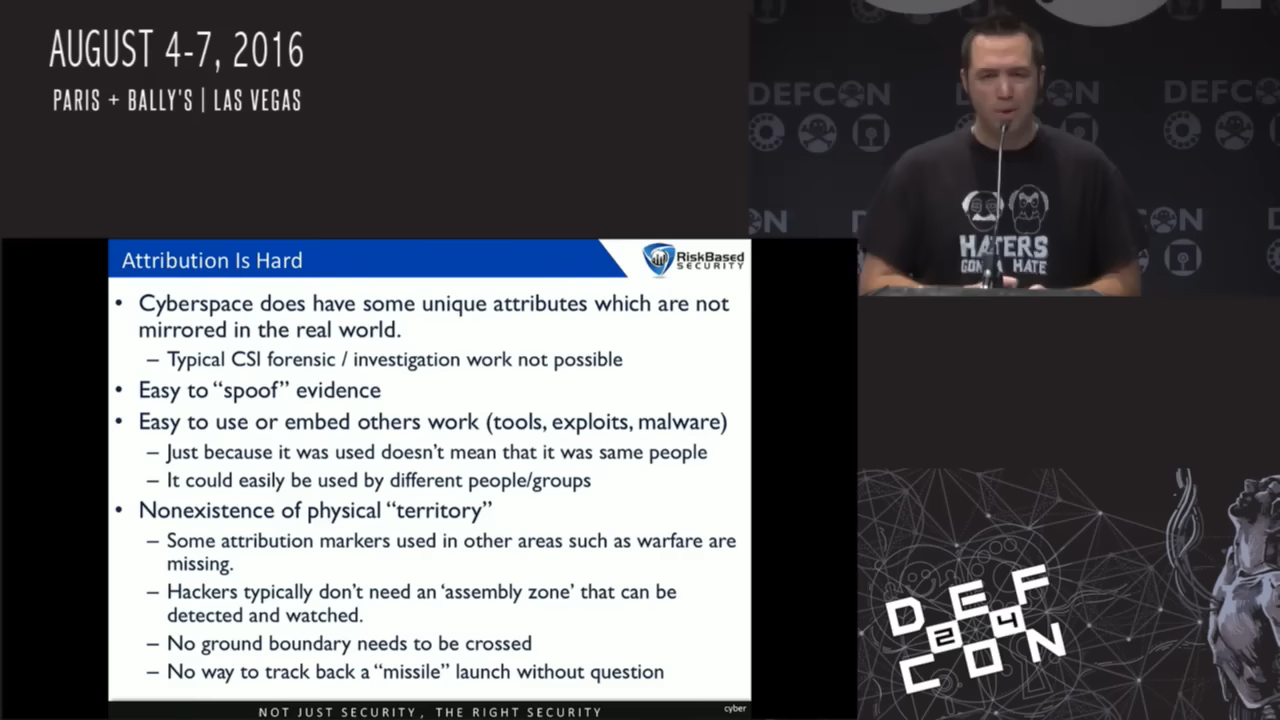 AUGUST 4-7, 2016
PARIS + BALLY'S | LAS VEGAS
DEFCON
DEFCON
HATERS
GONNA HATE
Attribution Is Hard
RiskBased
SECURITY
• Cyberspace does have some unique attributes which are not
mirrored in the real world.
– Typical CSI forensic / investigation work not possible
• Easy to “spoof” evidence
• Easy to use or embed others work (tools, exploits, malware)
– Just because it was used doesn’t mean that it was same people
– It could easily be used by different people/groups
• Nonexistence of physical “territory”
– Some attribution markers used in other areas such as warfare are
missing.
– Hackers typically don’t need an ‘assembly zone’ that can be
detected and watched.
– No ground boundary needs to be crossed
– No way to track back a “missile” launch without question
NOT JUST SECURITY, THE RIGHT SECURITY
cyber
DEF
24
CON